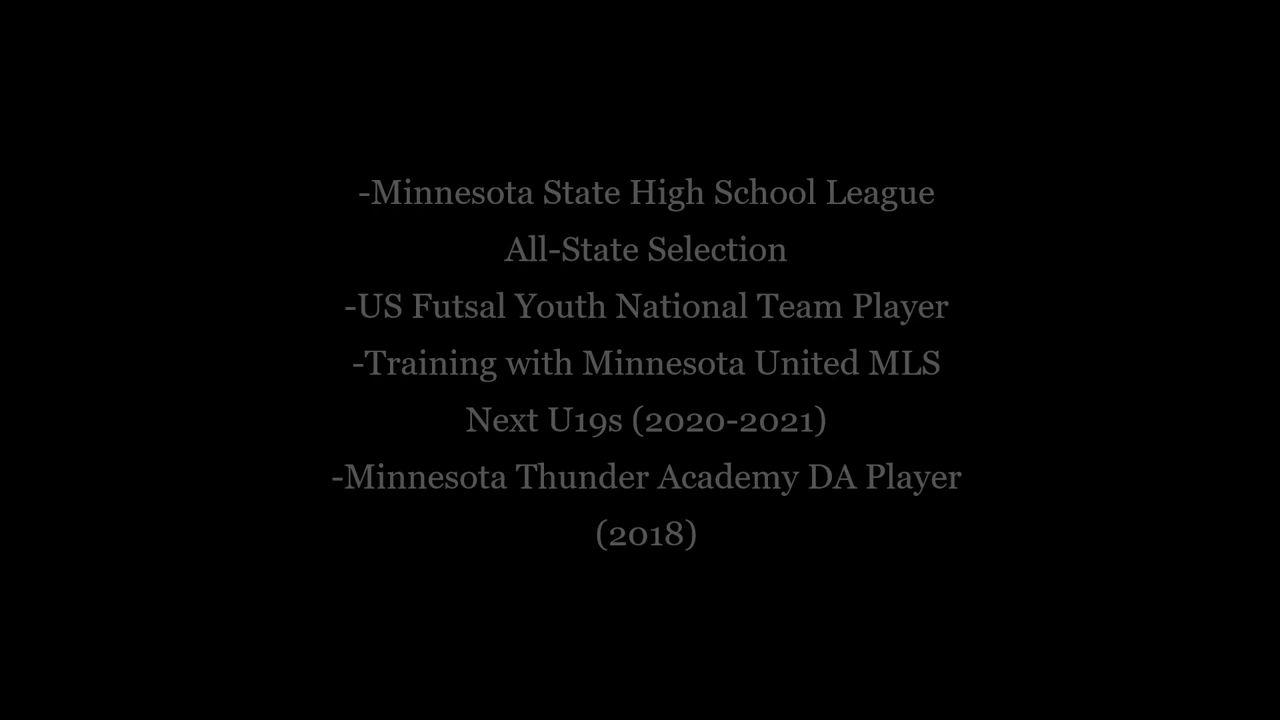 -Minnesota State High School League
All-State Selection
-US Futsal Youth National Team Player
-Training with Minnesota United MLS
Next U19s (2020-2021)
-Minnesota Thunder Academy DA Player
(2018)